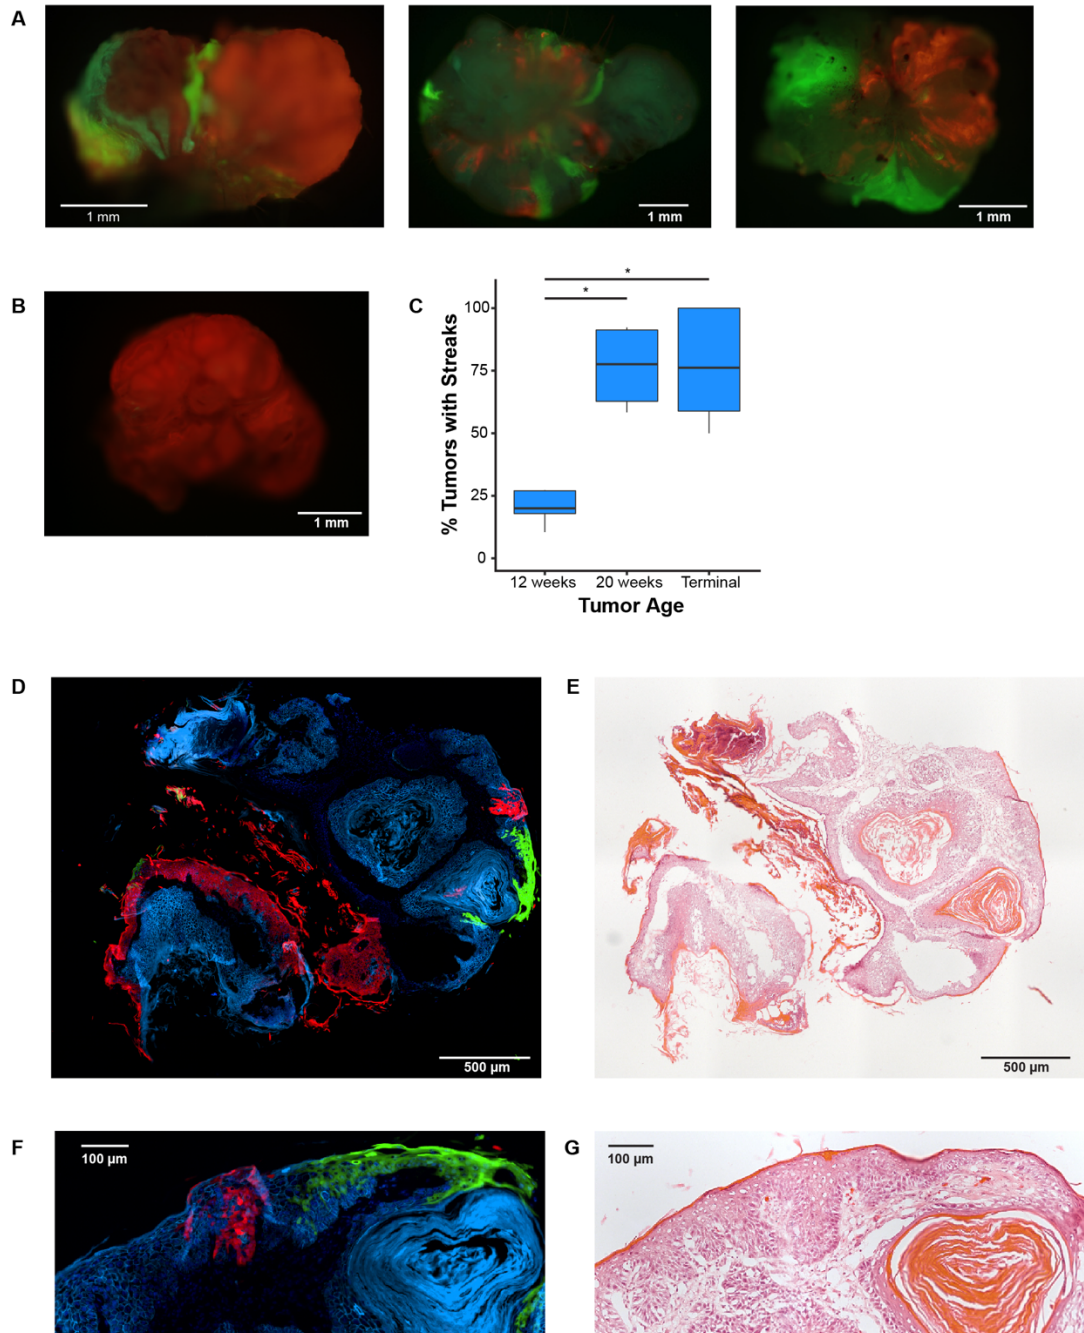 A
1 mm
1 mm
1 mm
B
1 mm
C
% Tumors with Streaks
100
75
50
25
0
*
*
12 weeks
20 weeks
Terminal
Tumor Age
D
500 µm
E
500 µm
F
100 µm
G
100 µm